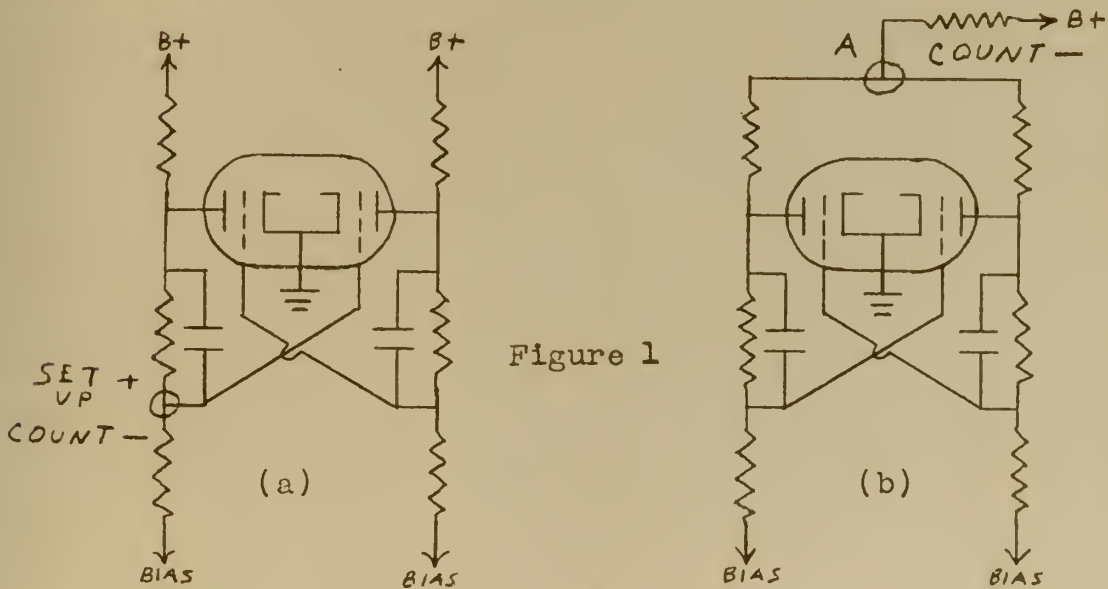 B+
B+
SET +
UP
COUNT -
(a)
BIAS
BIAS
Figure 1
A
B+
COUNT -
(b)
BIAS
BIAS